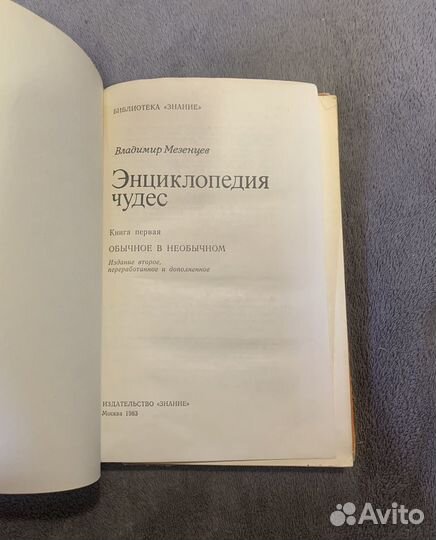 БИБЛИОТЕКА «ЗНАНИЕ»
Владимир Мезенцев
Энциклопедия
чудес
Книга первая
ОБЫЧНОЕ В НЕОБЫЧНОМ
Издание второе,
переработанное и дополненное
ИЗДАТЕЛЬСТВО «ЗНАНИЕ»
Москва 1983
Avito